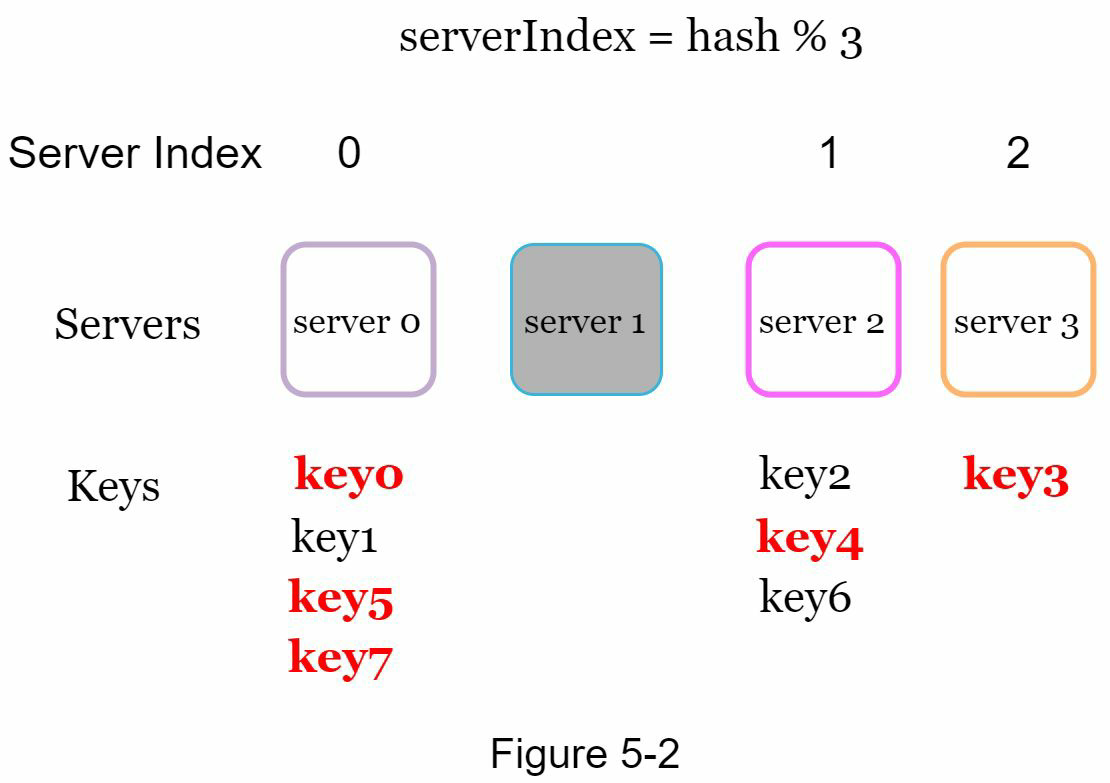 serverIndex = hash % 3
Server Index 0 1 2
Servers server 0 server 1 server 2 server 3
Keys key0 key2 key3
key1 key4
key5 key6
key7
Figure 5-2